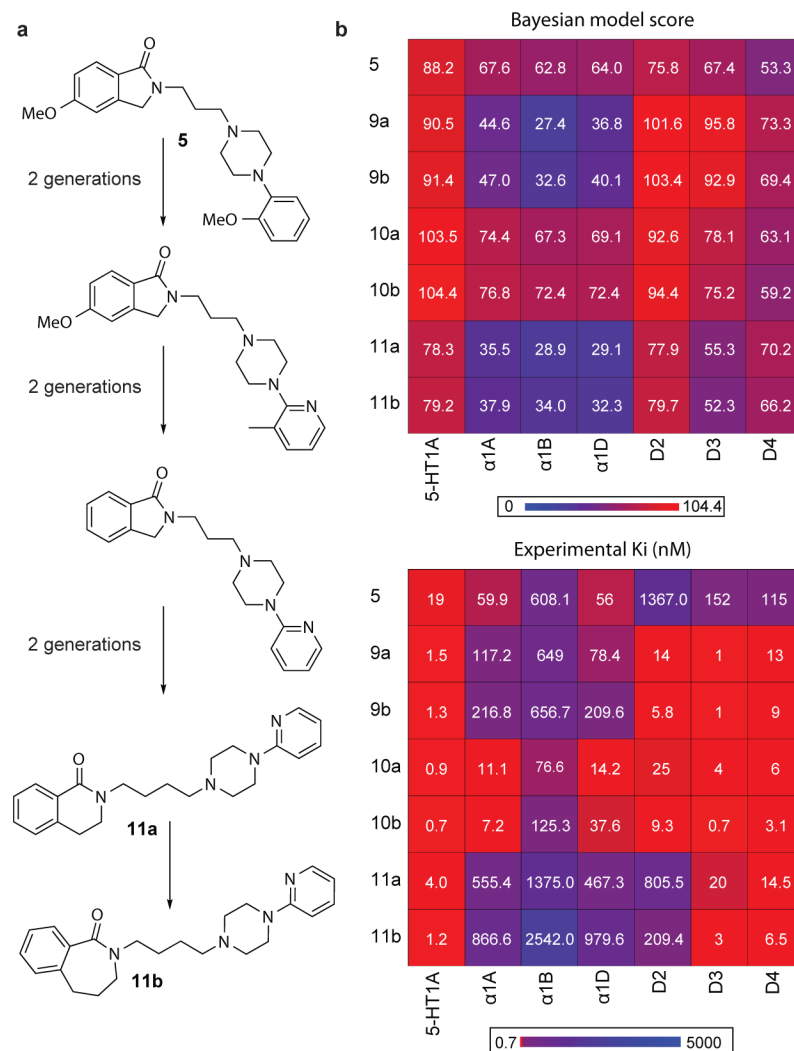 a
O
N
MeO
5
N
N
MeO
2 generations
O
N
MeO
N
N
N
2 generations
O
N
N
N
N
2 generations
O
N
N
N
N
11a
O
N
N
N
N
11b
b
Bayesian model score
5 88.2 67.6 62.8 64.0 75.8 67.4 53.3
9a 90.5 44.6 27.4 36.8 101.6 95.8 73.3
9b 91.4 47.0 32.6 40.1 103.4 92.9 69.4
10a 103.5 74.4 67.3 69.1 92.6 78.1 63.1
10b 104.4 76.8 72.4 72.4 94.4 75.2 59.2
11a 78.3 35.5 28.9 29.1 77.9 55.3 70.2
11b 79.2 37.9 34.0 32.3 79.7 52.3 66.2
5-HT1A α1A α1B α1D D2 D3 D4
0 104.4
Experimental Ki (nM)
5 19 59.9 608.1 56 1367.0 152 115
9a 1.5 117.2 649 78.4 14 1 13
9b 1.3 216.8 656.7 209.6 5.8 1 9
10a 0.9 11.1 76.6 14.2 25 4 6
10b 0.7 7.2 125.3 37.6 9.3 0.7 3.1
11a 4.0 555.4 1375.0 467.3 805.5 20 14.5
11b 1.2 866.6 2542.0 979.6 209.4 3 6.5
5-HT1A α1A α1B α1D D2 D3 D4
0.7 5000